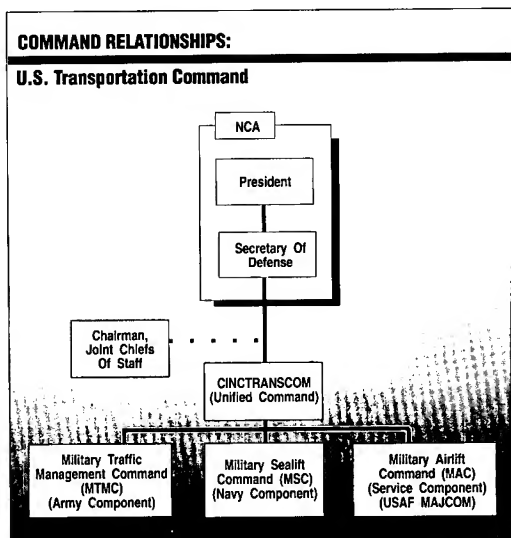 COMMAND RELATIONSHIPS:
U.S. Transportation Command
NCA
President
Secretary Of
Defense
Chairman,
Joint Chiefs
Of Staff
CINCTRANSCOM
(Unified Command)
Military Traffic
Management Command
(MTMC)
(Army Component)
Military Sealift
Command (MSC)
(Navy Component)
Military Airlift
Command (MAC)
(Service Component)
(USAF MAJCOM)